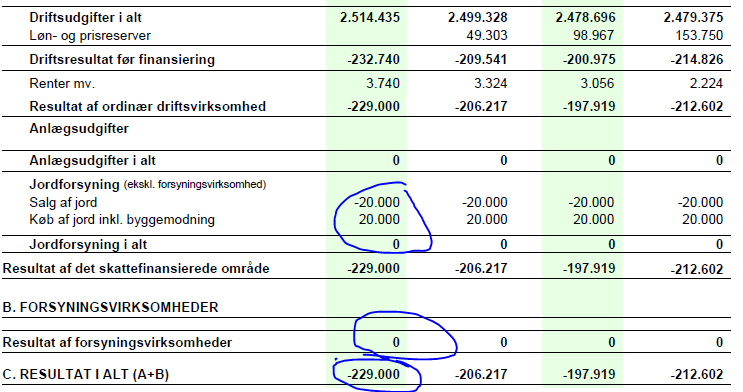 Driftsudgifter i alt 2.514.435 2.499.328 2.478.696 2.479.375
Løn- og prisreserver 49.303 98.967 153.750
Driftsresultat før finansiering -232.740 -209.541 -200.975 -214.826
Renter mv. 3.740 3.324 3.056 2.224
Resultat af ordinær driftsvirksomhed -229.000 -206.217 -197.919 -212.602
Anlægsudgifter
Anlægsudgifter i alt 0 0 0 0
Jordforsyning (ekskl. forsyningsvirksomhed)
Salg af jord -20.000 -20.000 -20.000 -20.000
Køb af jord inkl. byggemodning 20.000 20.000 20.000 20.000
Jordforsyning i alt 0 0 0 0
Resultat af det skattefinansierede område -229.000 -206.217 -197.919 -212.602
B. FORSYNINGSVIRKSOMHEDER
Resultat af forsyningsvirksomheder 0 0 0 0
C. RESULTAT I ALT (A+B) -229.000 -206.217 -197.919 -212.602